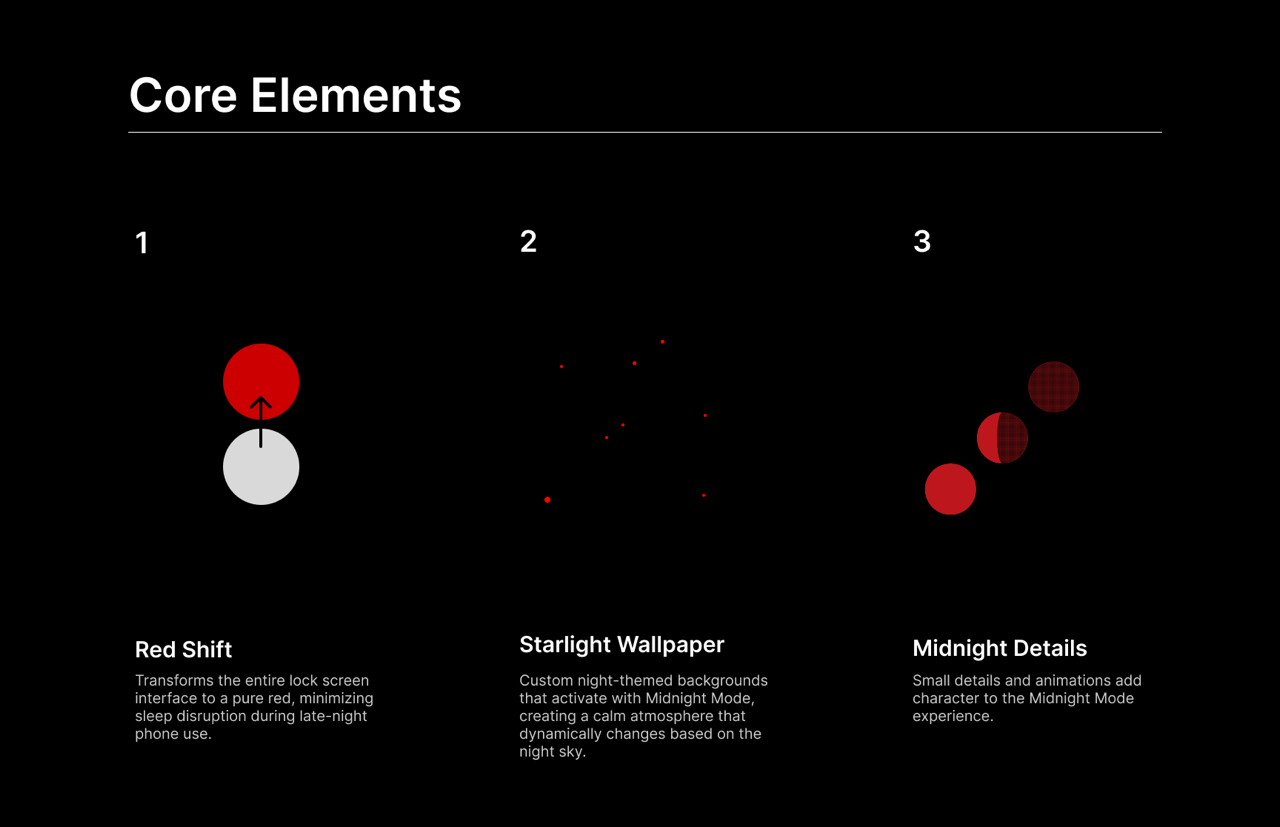 Core Elements
1
2
3
Red Shift
Transforms the entire lock screen
interface to a pure red, minimizing
sleep disruption during late-night
phone use.
Starlight Wallpaper
Custom night-themed backgrounds
that activate with Midnight Mode,
creating a calm atmosphere that
dynamically changes based on the
night sky.
Midnight Details
Small details and animations add
character to the Midnight Mode
experience.